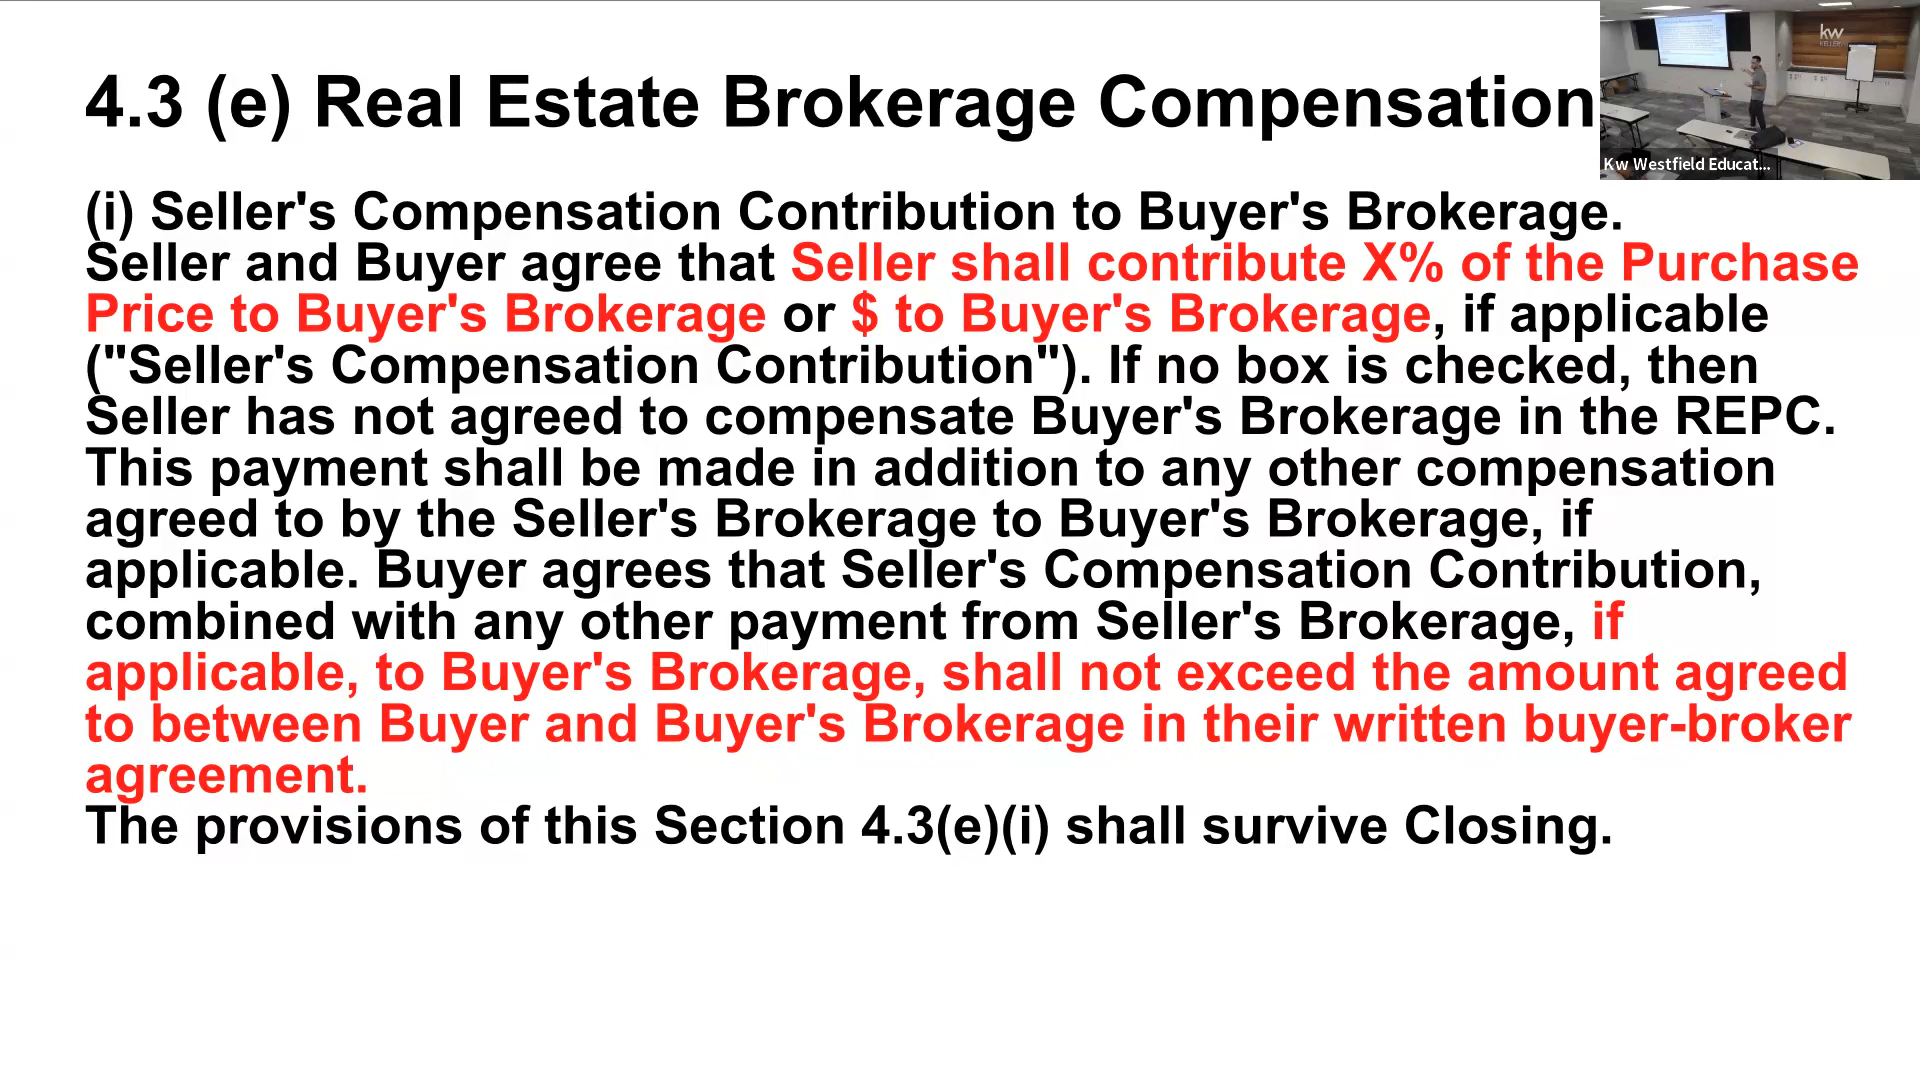 4.3 (e) Real Estate Brokerage Compensation
(i) Seller's Compensation Contribution to Buyer's Brokerage.
Seller and Buyer agree that Seller shall contribute X% of the Purchase
Price to Buyer's Brokerage or $ to Buyer's Brokerage, if applicable
("Seller's Compensation Contribution"). If no box is checked, then
Seller has not agreed to compensate Buyer's Brokerage in the REPC.
This payment shall be made in addition to any other compensation
agreed to by the Seller's Brokerage to Buyer's Brokerage, if
applicable. Buyer agrees that Seller's Compensation Contribution,
combined with any other payment from Seller's Brokerage, if
applicable, to Buyer's Brokerage, shall not exceed the amount agreed
to between Buyer and Buyer's Brokerage in their written buyer-broker
agreement.
The provisions of this Section 4.3(e)(i) shall survive Closing.
kw
Kw Westfield Educat...